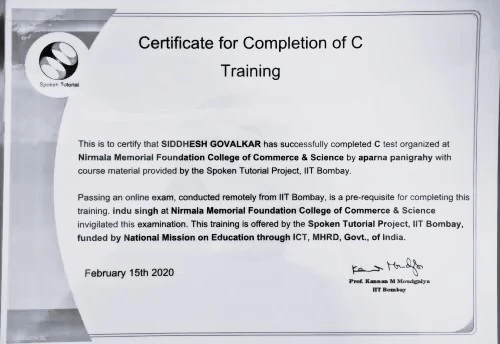 Certificate for Completion of C
Training
Spoken Tutorial
This is to certify that SIDDHESH GOVALKAR has successfully completed C test organized at
Nirmala Memorial Foundation College of Commerce & Science by aparna panigrahy with
course material provided by the Spoken Tutorial Project, IIT Bombay.
Passing an online exam, conducted remotely from IIT Bombay, is a pre-requisite for completing this
training. indu singh at Nirmala Memorial Foundation College of Commerce & Science
invigilated this examination. This training is offered by the Spoken Tutorial Project, IIT Bombay,
funded by National Mission on Education through ICT, MHRD, Govt., of India.
February 15th 2020
Prof. Kannan M Moudgalya
IIT Bombay